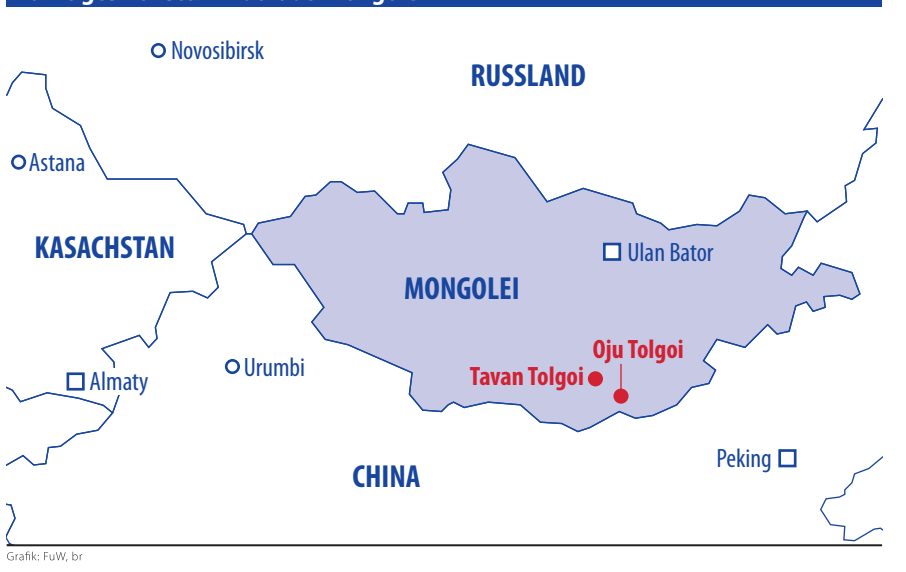 Novosibirsk
RUSSLAND
Astana
KASACHSTAN
Ulan Bator
MONGOLEI
Oju Tolgoi
Urumbi
Tavan Tolgoi
Almaty
Peking
CHINA
Grafik: FuW, br